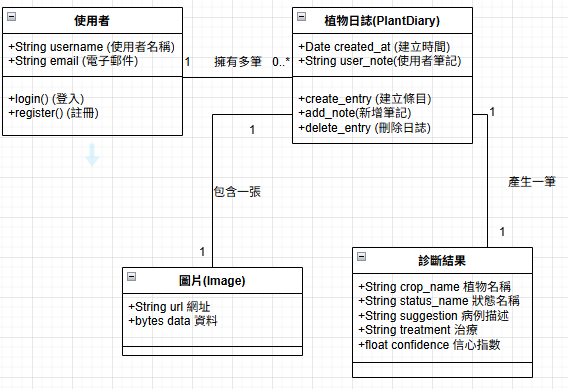 使用者
+String username (使用者名稱)
+String email (電子郵件)
+login() (登入)
+register() (註冊)
1
擁有多筆
0..*
植物日誌(PlantDiary)
+Date created_at (建立時間)
+String user_note(使用者筆記)
+create_entry (建立條目)
+add_note(新增筆記)
+delete_entry (刪除日誌)
1
包含一張
1
1
產生一筆
1
圖片(Image)
+String url 網址
+bytes data 資料
診斷結果
+String crop_name 植物名稱
+String status_name 狀態名稱
+String suggestion 病例描述
+String treatment 治療
+float confidence 信心指數